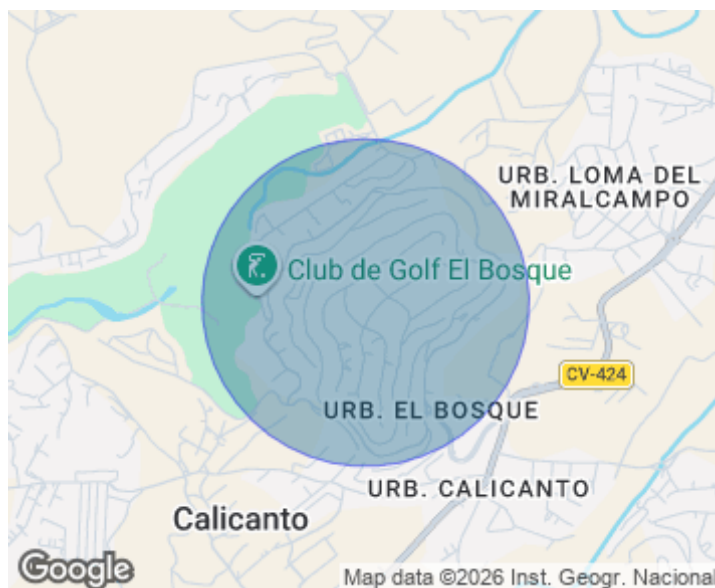 URB. LOMA DEL
MIRALCAMPO
Club de Golf El Bosque
CV-424
URB. EL BOSQUE
URB. CALICANTO
Calicanto
Google
Map data ©2026 Inst. Geogr. Nacional